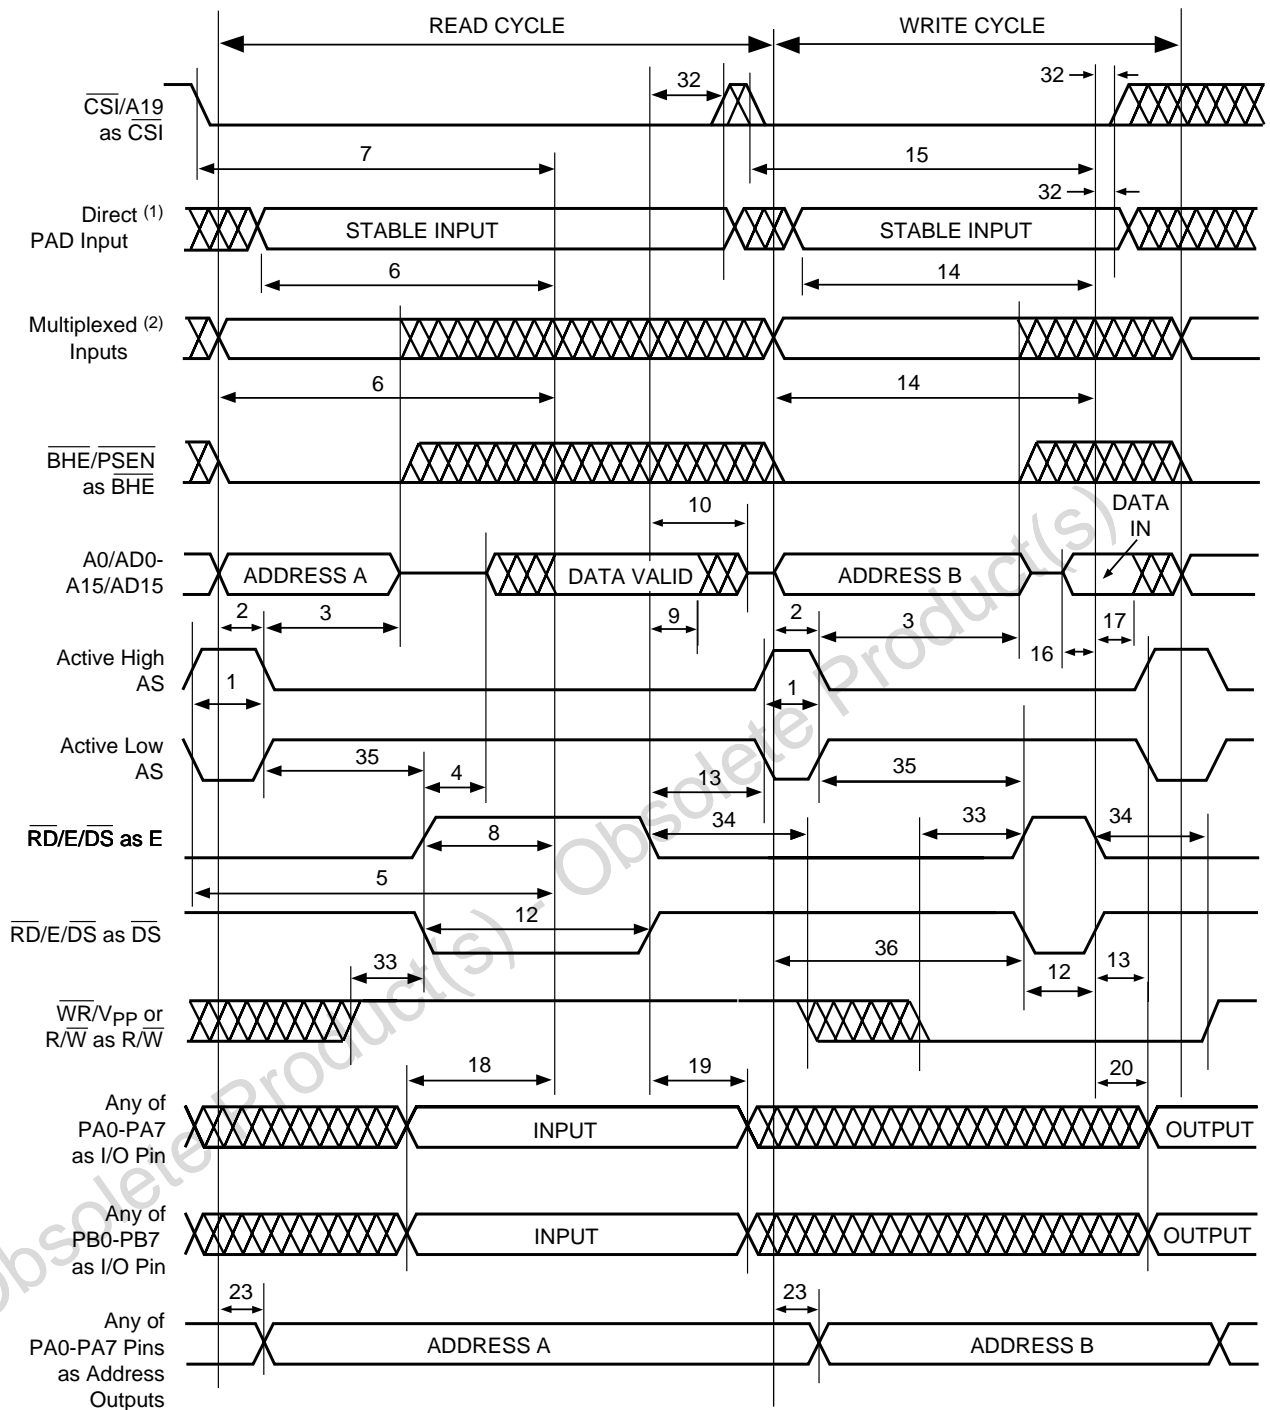 READ CYCLE
WRITE CYCLE
32
32
CSI/A19
as CSI
7
15
32
Direct (1)
PAD Input
STABLE INPUT
STABLE INPUT
6
14
Multiplexed (2)
Inputs
6
14
BHE/PSEN
as BHE
10
DATA
IN
A0/AD0-
A15/AD15
ADDRESS A
DATA VALID
ADDRESS B
2
3
9
2
3
17
16
Active High
AS
1
1
Active Low
AS
35
4
13
35
34
33
34
RD/E/DS as E
8
5
12
RD/E/DS as DS
36
33
12
13
WR/VPP or
R/W as R/W
18
19
20
Any of
PA0-PA7
as I/O Pin
INPUT
OUTPUT
Any of
PB0-PB7
as I/O Pin
INPUT
OUTPUT
23
23
Any of
PA0-PA7 Pins
as Address
Outputs
ADDRESS A
ADDRESS B
Obsolete Product(s) - Obsolete Product(s)